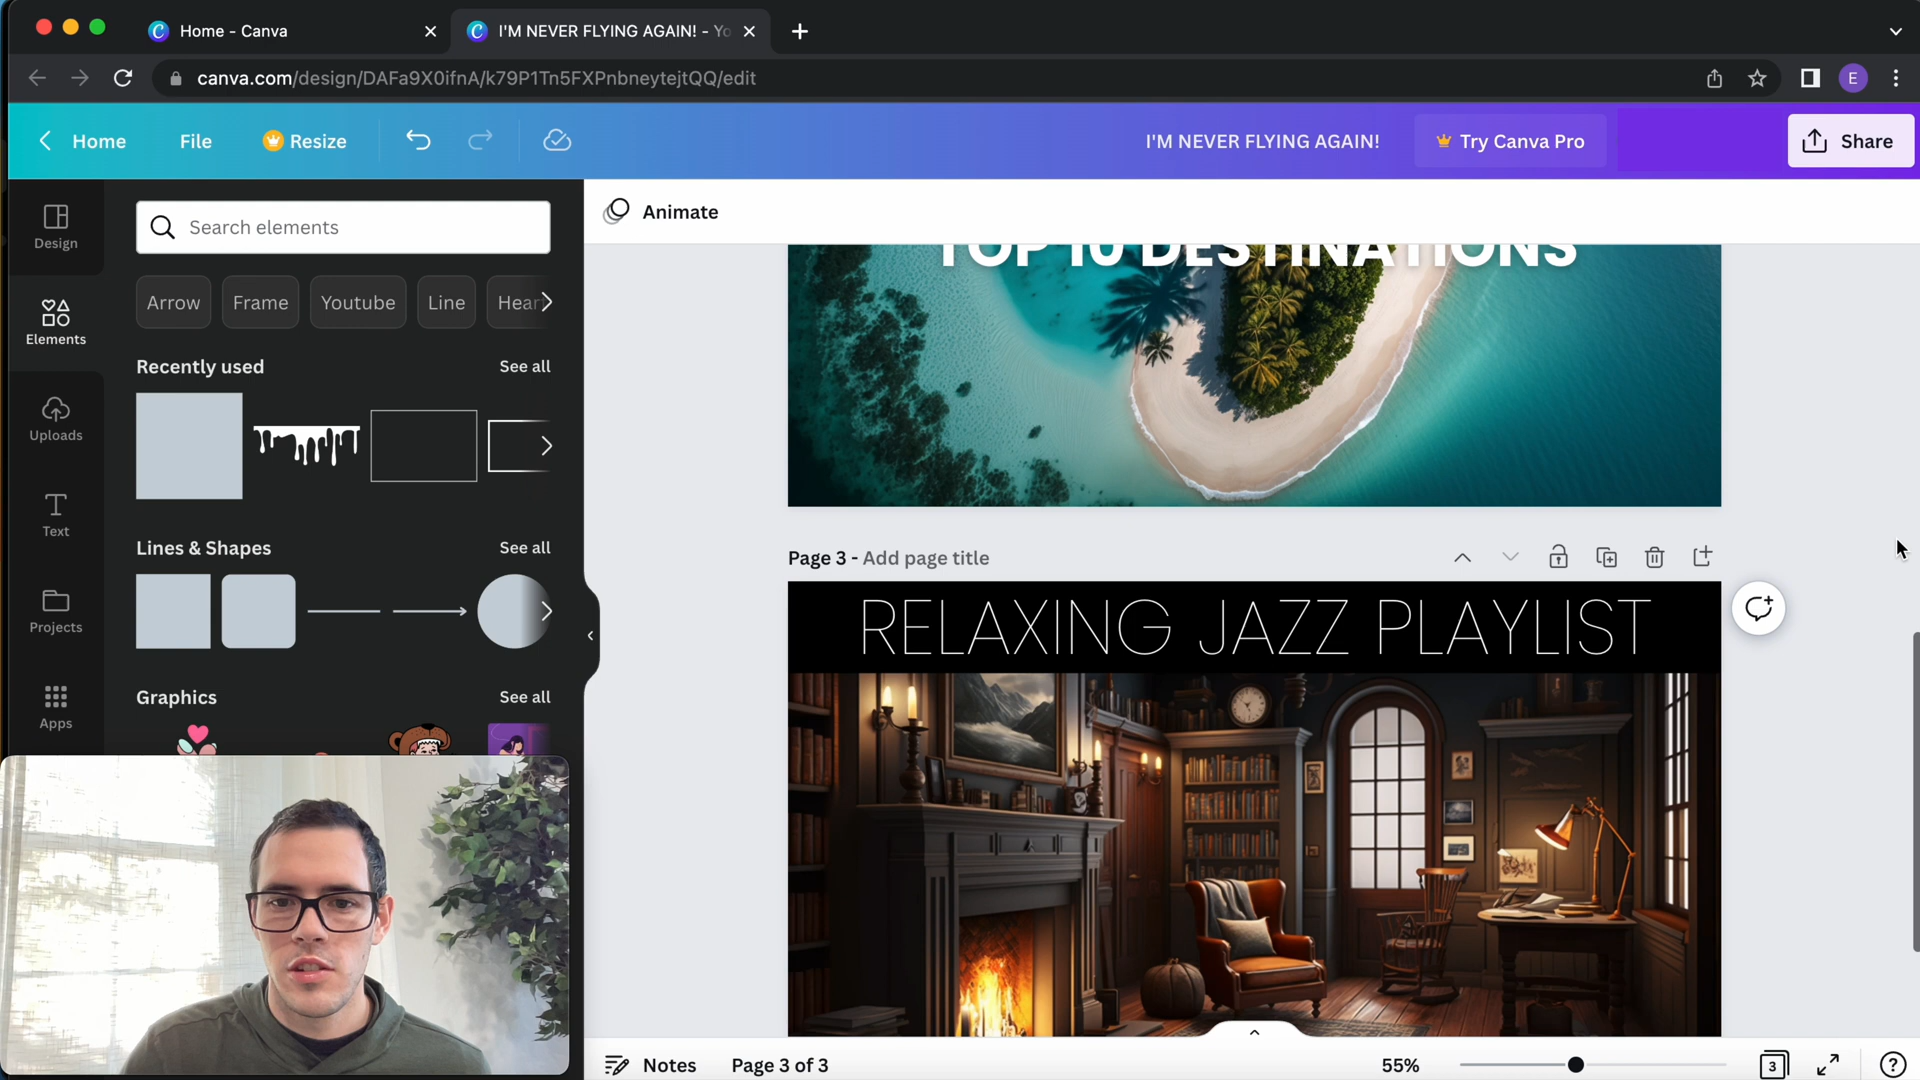 Home - Canva
I'M NEVER FLYING AGAIN! - Yo
canva.com/design/DAFa9X0ifnA/k79P1Tn5FXPnbneytejtQQ/edit
E
Home
File
Resize
I'M NEVER FLYING AGAIN!
Try Canva Pro
Share
Design
Elements
Uploads
Text
Projects
Apps
Search elements
Arrow
Frame
Youtube
Line
Hear
Recently used
See all
Lines & Shapes
See all
Graphics
See all
Animate
TOP 10 DESTINATIONS
Page 3 - Add page title
RELAXING JAZZ PLAYLIST
Notes
Page 3 of 3
55%
3